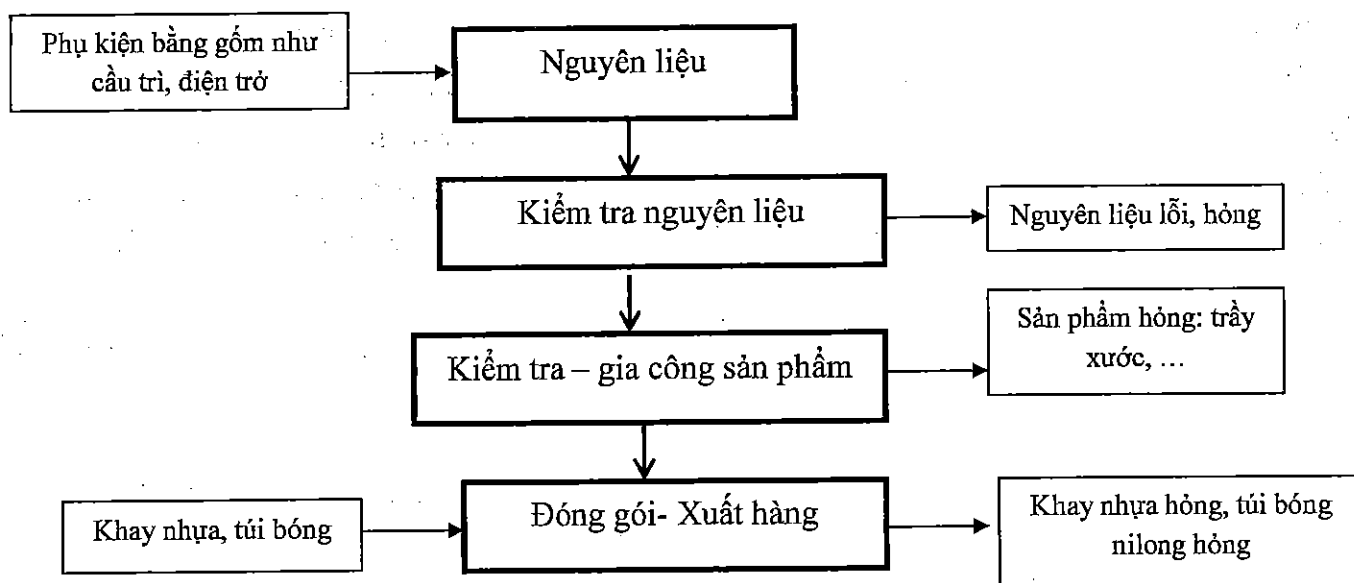 Phụ kiện bằng gốm như
cầu trì, điện trở
Nguyên liệu
Kiểm tra nguyên liệu
Nguyên liệu lỗi, hỏng
Kiểm tra – gia công sản phẩm
Sản phẩm hỏng: trầy
xước, …
Khay nhựa, túi bóng
Đóng gói- Xuất hàng
Khay nhựa hỏng, túi bóng
nilong hỏng